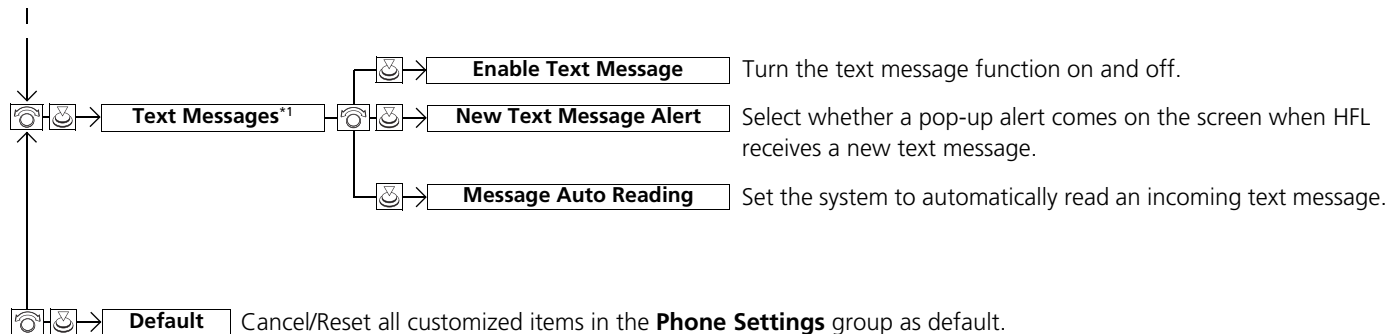 Enable Text Message Turn the text message function on and off.
Text Messages*1 New Text Message Alert Select whether a pop-up alert comes on the screen when HFL
receives a new text message.
Message Auto Reading Set the system to automatically read an incoming text message.
Default Cancel/Reset all customized items in the Phone Settings group as default.